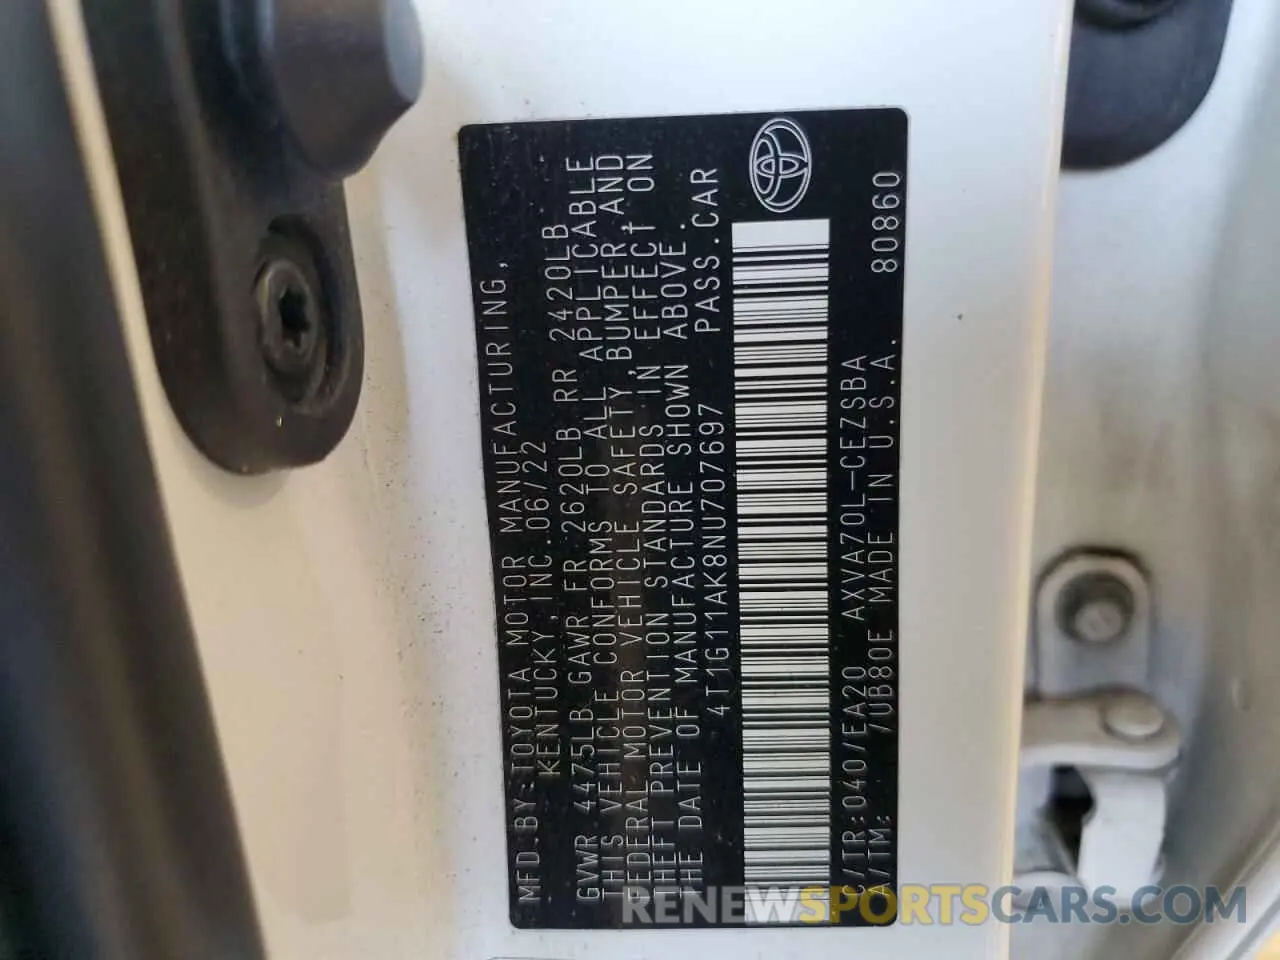 MFD.BY:TOYOTA MOTOR MANUFACTURING,
KENTUCKY,INC.06/22
GVWR 4475LB GAWR FR 2620LB RR 2420LB
THIS VEHICLE CONFORMS TO ALL APPLICABLE
FEDERAL MOTOR VEHICLE SAFETY,BUMPER,AND
THEFT PREVENTION STANDARDS IN EFFECT ON
THE DATE OF MANUFACTURE SHOWN ABOVE.
4T1G11AK8NU707697 PASS.CAR
C/TR:040/EA20 AXVA70L-CEZSBA 80860
A/TM: /UB80E MADE IN U.S.A.
RENEWSPORTSCARS.COM